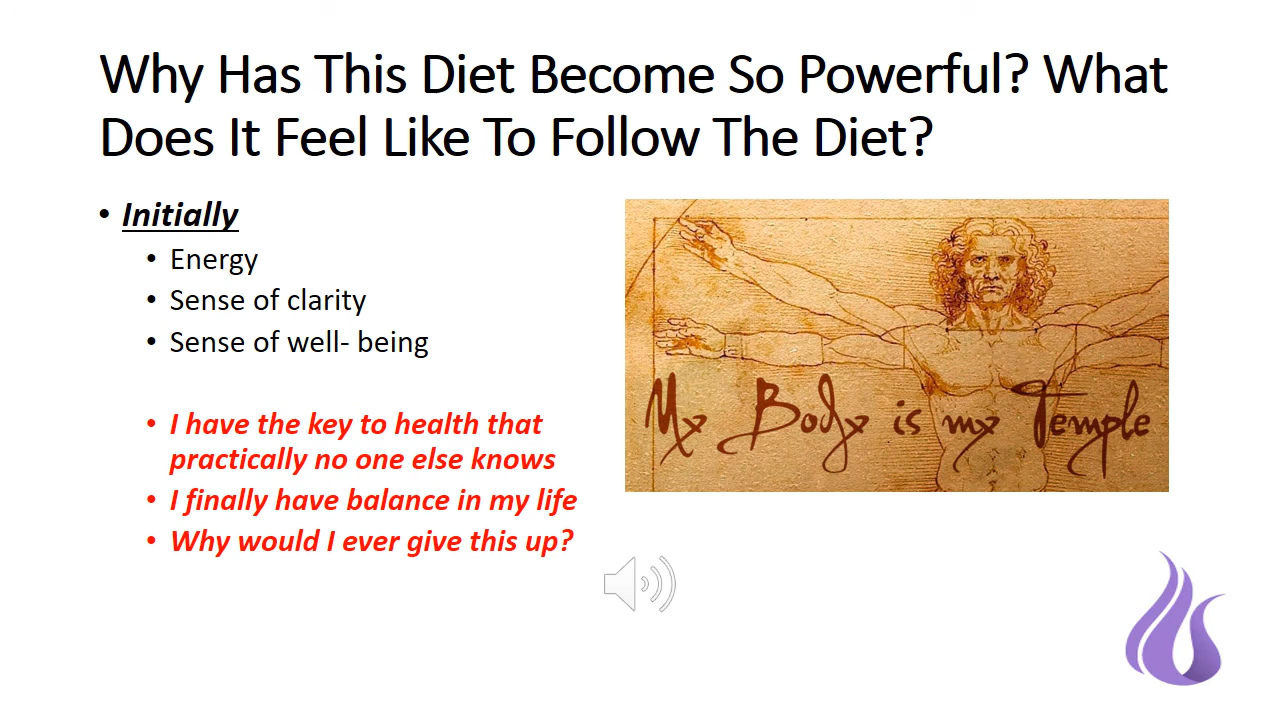 Why Has This Diet Become So Powerful? What
Does It Feel Like To Follow The Diet?
• Initially
• Energy
• Sense of clarity
• Sense of well- being
• I have the key to health that
practically no one else knows
• I finally have balance in my life
• Why would I ever give this up?
My Body is my Temple